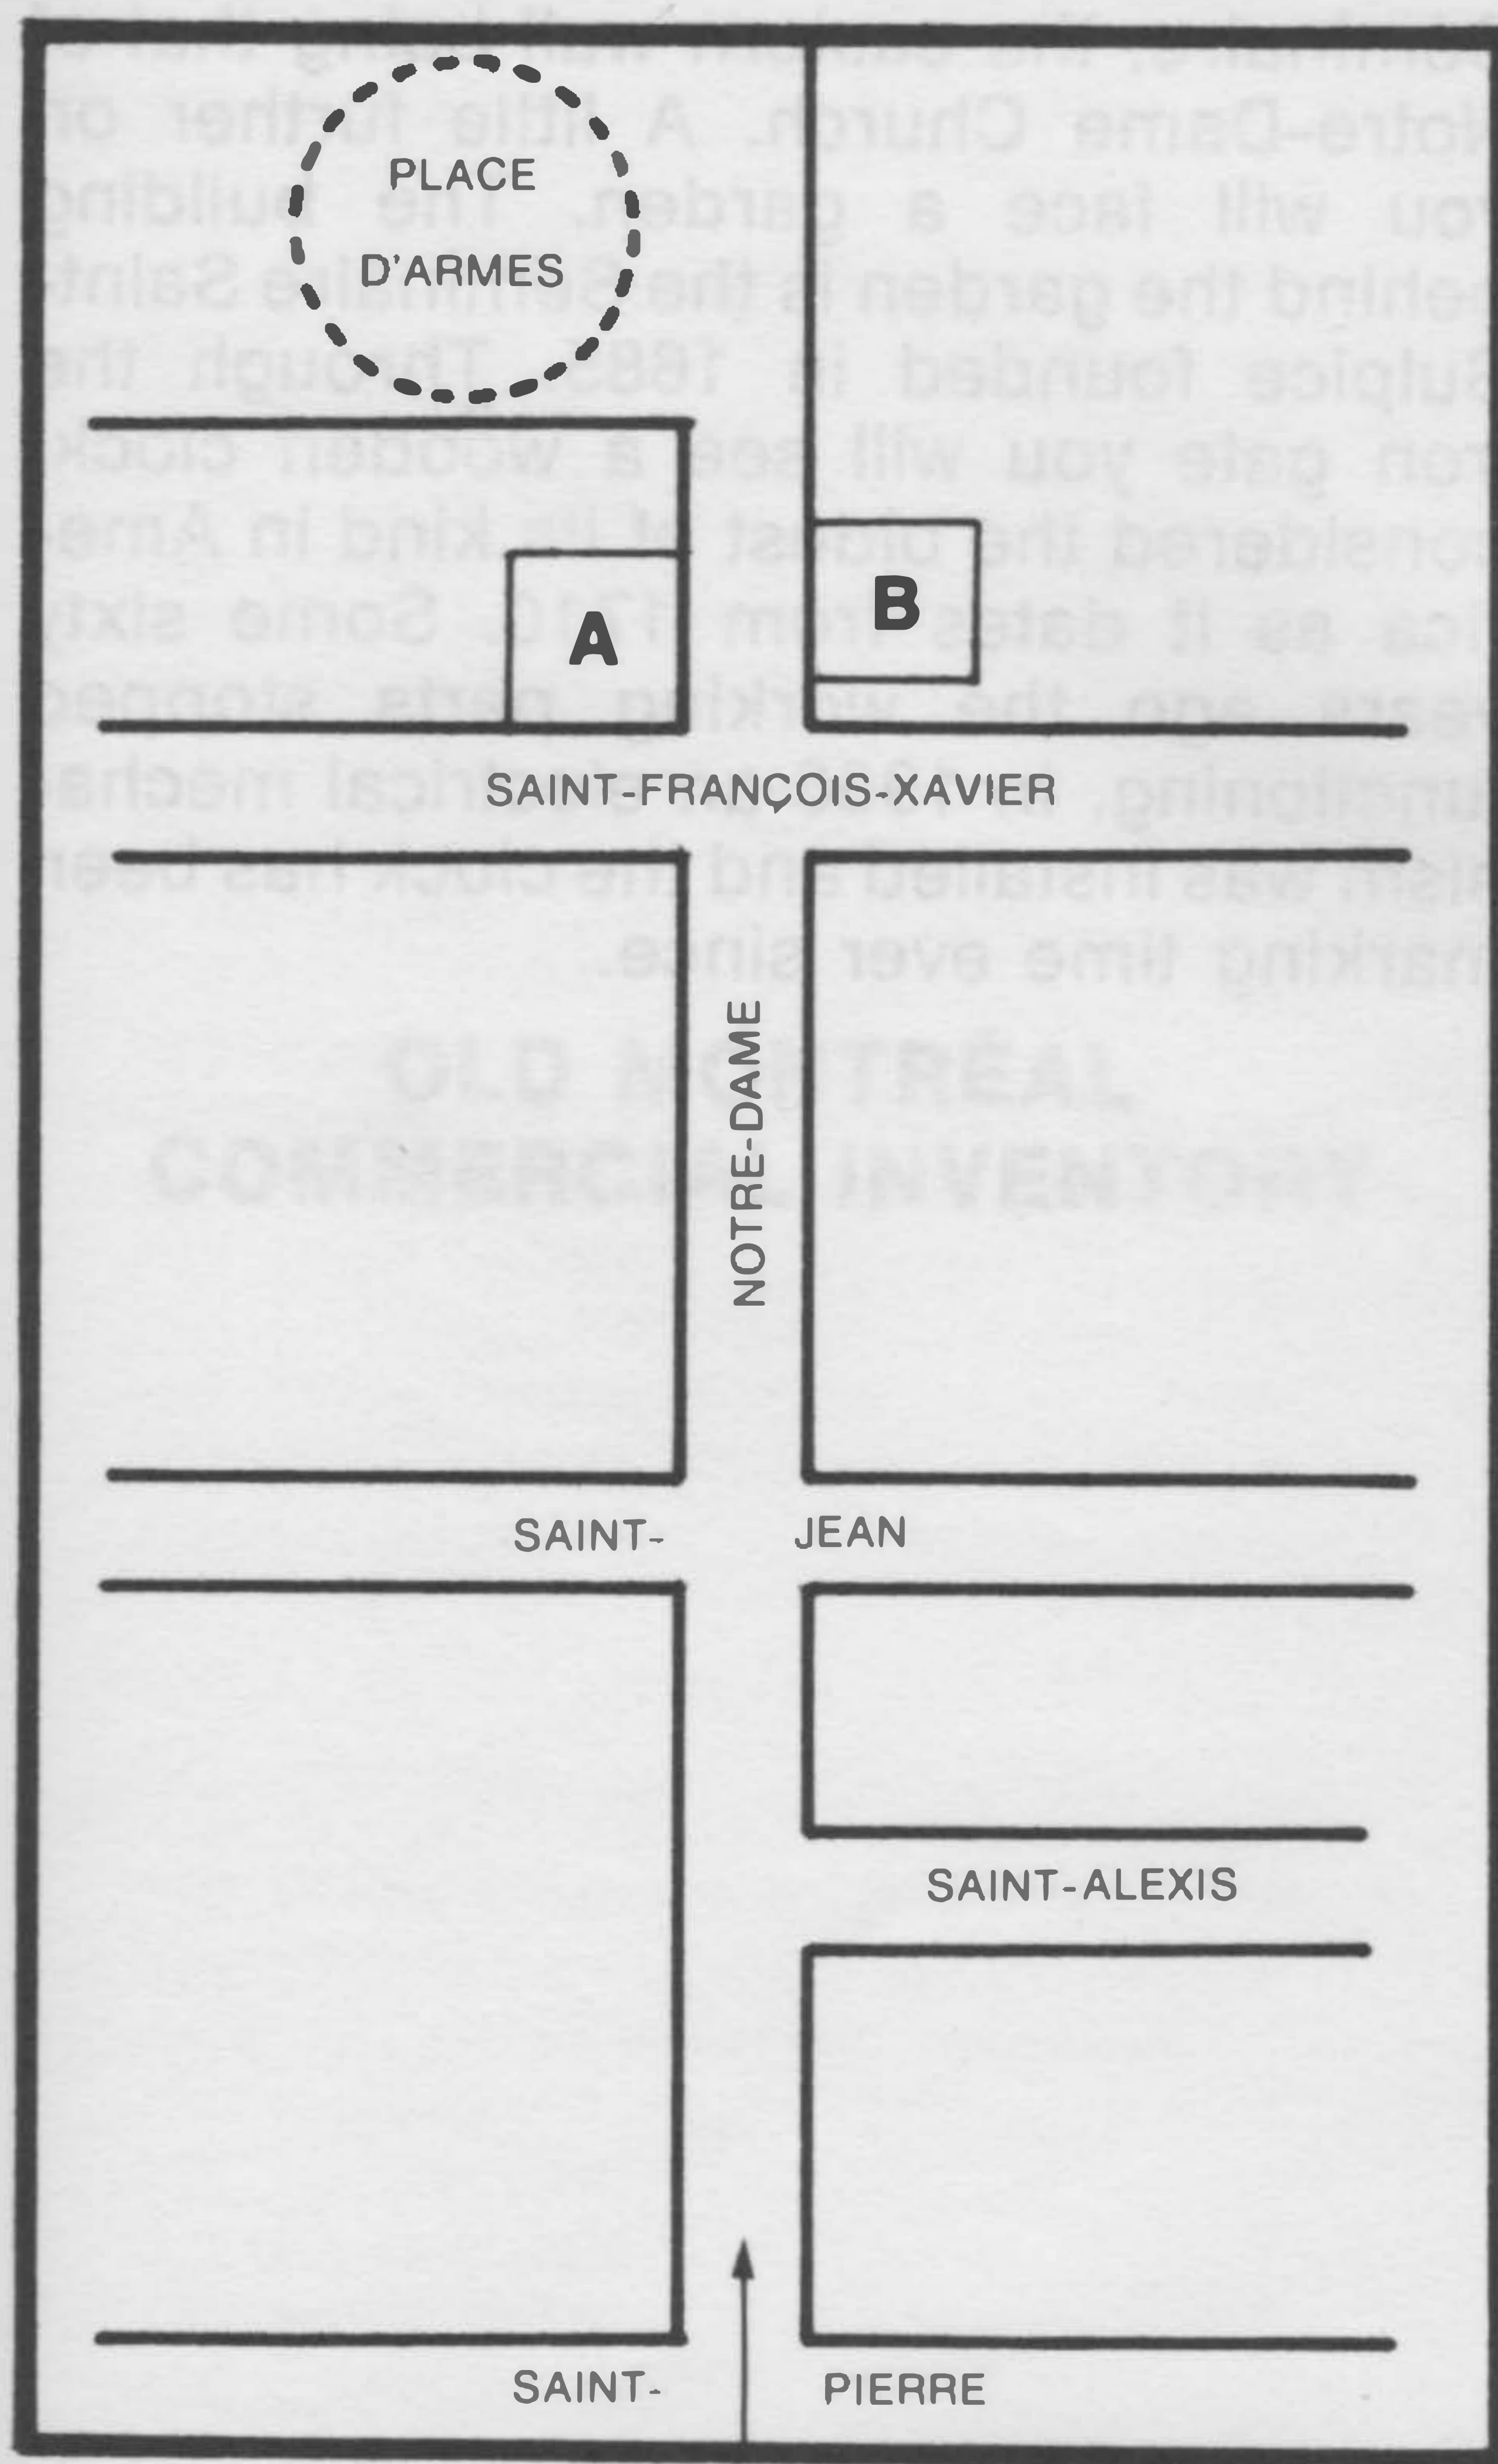 PLACE
D'ARMES
A
B
SAINT-FRANÇOIS-XAVIER
NOTRE-DAME
SAINT- JEAN
SAINT-ALEXIS
SAINT- PIERRE